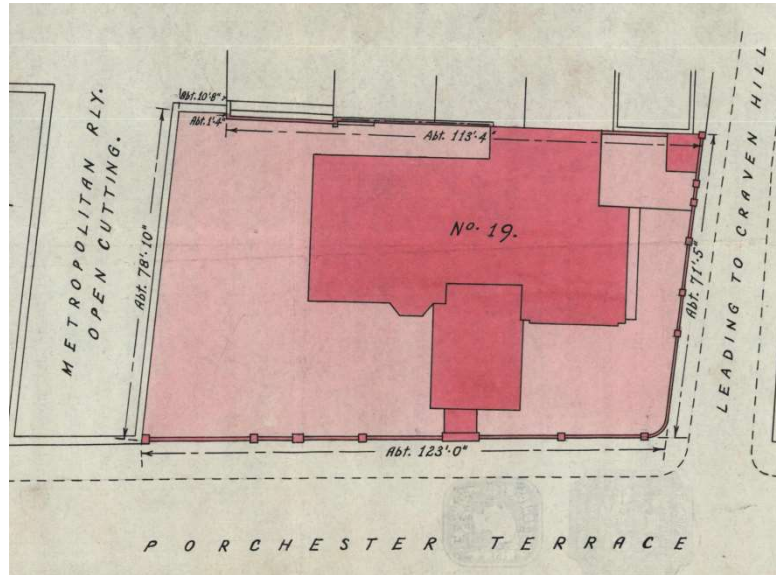 METROPOLITAN RLY.
OPEN CUTTING.
Abt. 10'·8"
Abt. 1'·4"
Abt. 113'·4"
Abt. 78'·10"
Nº. 19.
Abt. 71'·5"
LEADING TO CRAVEN HILL
Abt. 123'·0"
PORCHESTER TERRACE